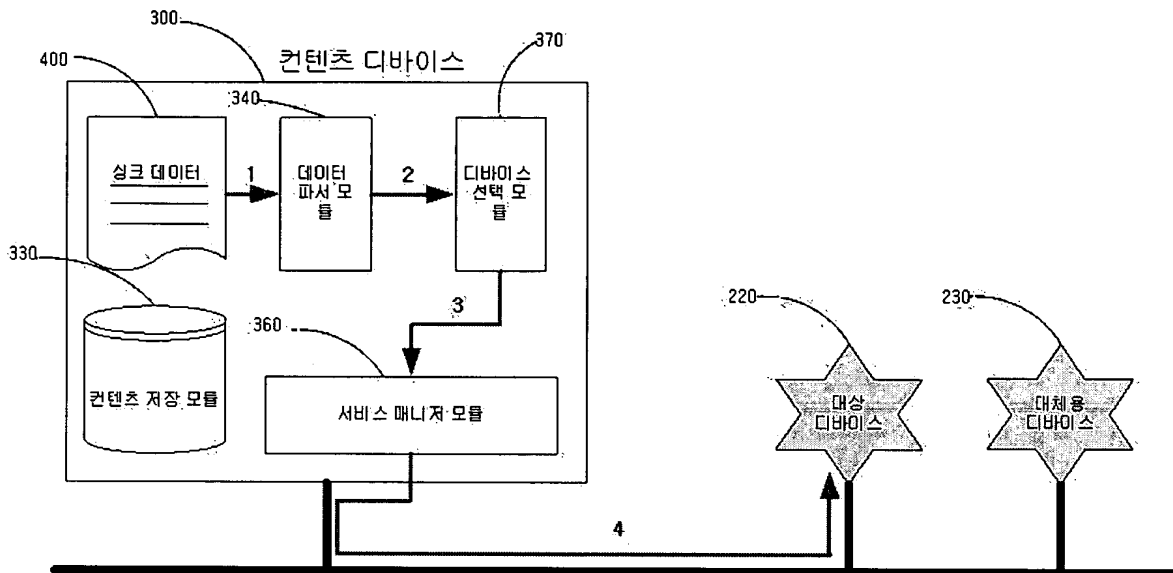 300
컨텐츠 디바이스
370
400
340
싱크 데이터
1
데이터
파서 모
듈
2
디바이스
선택 모
듈
330
3
360
컨텐츠 저장 모듈
서비스 매니저 모듈
220
230
대상
디바이스
대체용
디바이스
4